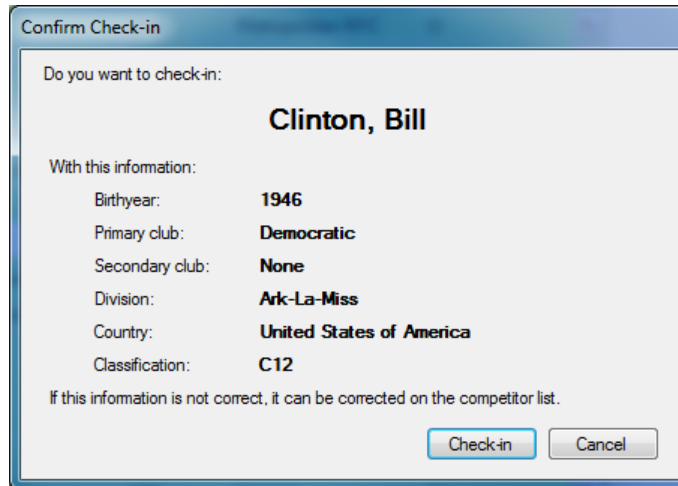 Confirm Check-in
Do you want to check-in:
Clinton, Bill
With this information:
Birthyear: 1946
Primary club: Democratic
Secondary club: None
Division: Ark-La-Miss
Country: United States of America
Classification: C12
If this information is not correct, it can be corrected on the competitor list.
Check-in Cancel